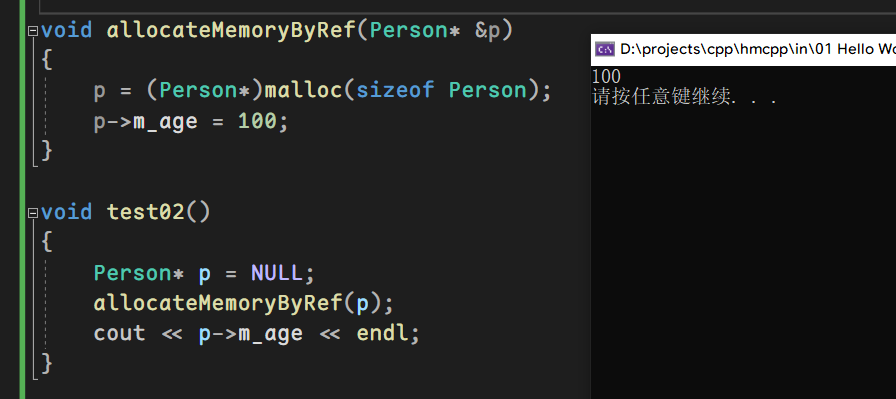 void allocateMemoryByRef(Person* &p)
{
    p = (Person*)malloc(sizeof Person);
    p->m_age = 100;
}
void test02()
{
    Person* p = NULL;
    allocateMemoryByRef(p);
    cout << p->m_age << endl;
}
D:\projects\cpp\hmcpp\in\01 Hello Wo
100
请按任意键继续. . .